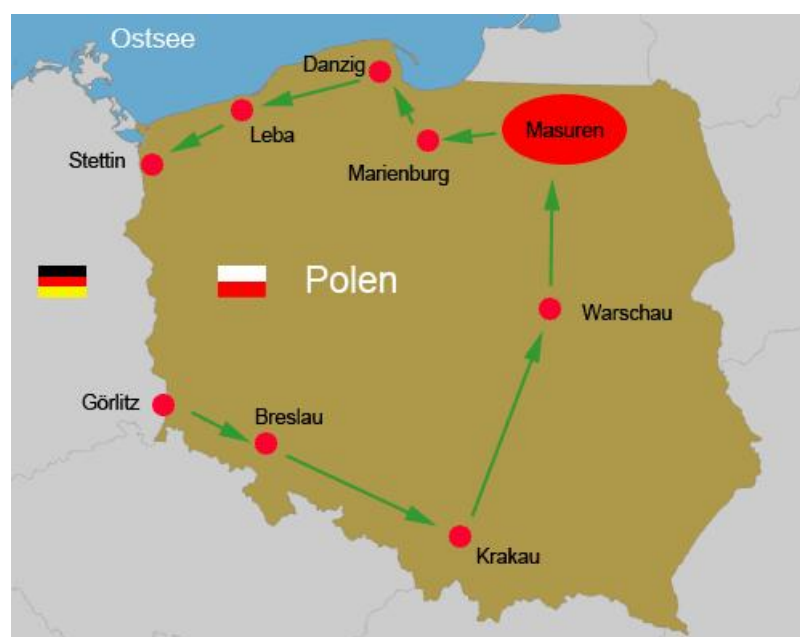 Ostsee
Danzig
Masuren
Leba
Stettin
Marienburg
Polen
Warschau
Görlitz
Breslau
Krakau